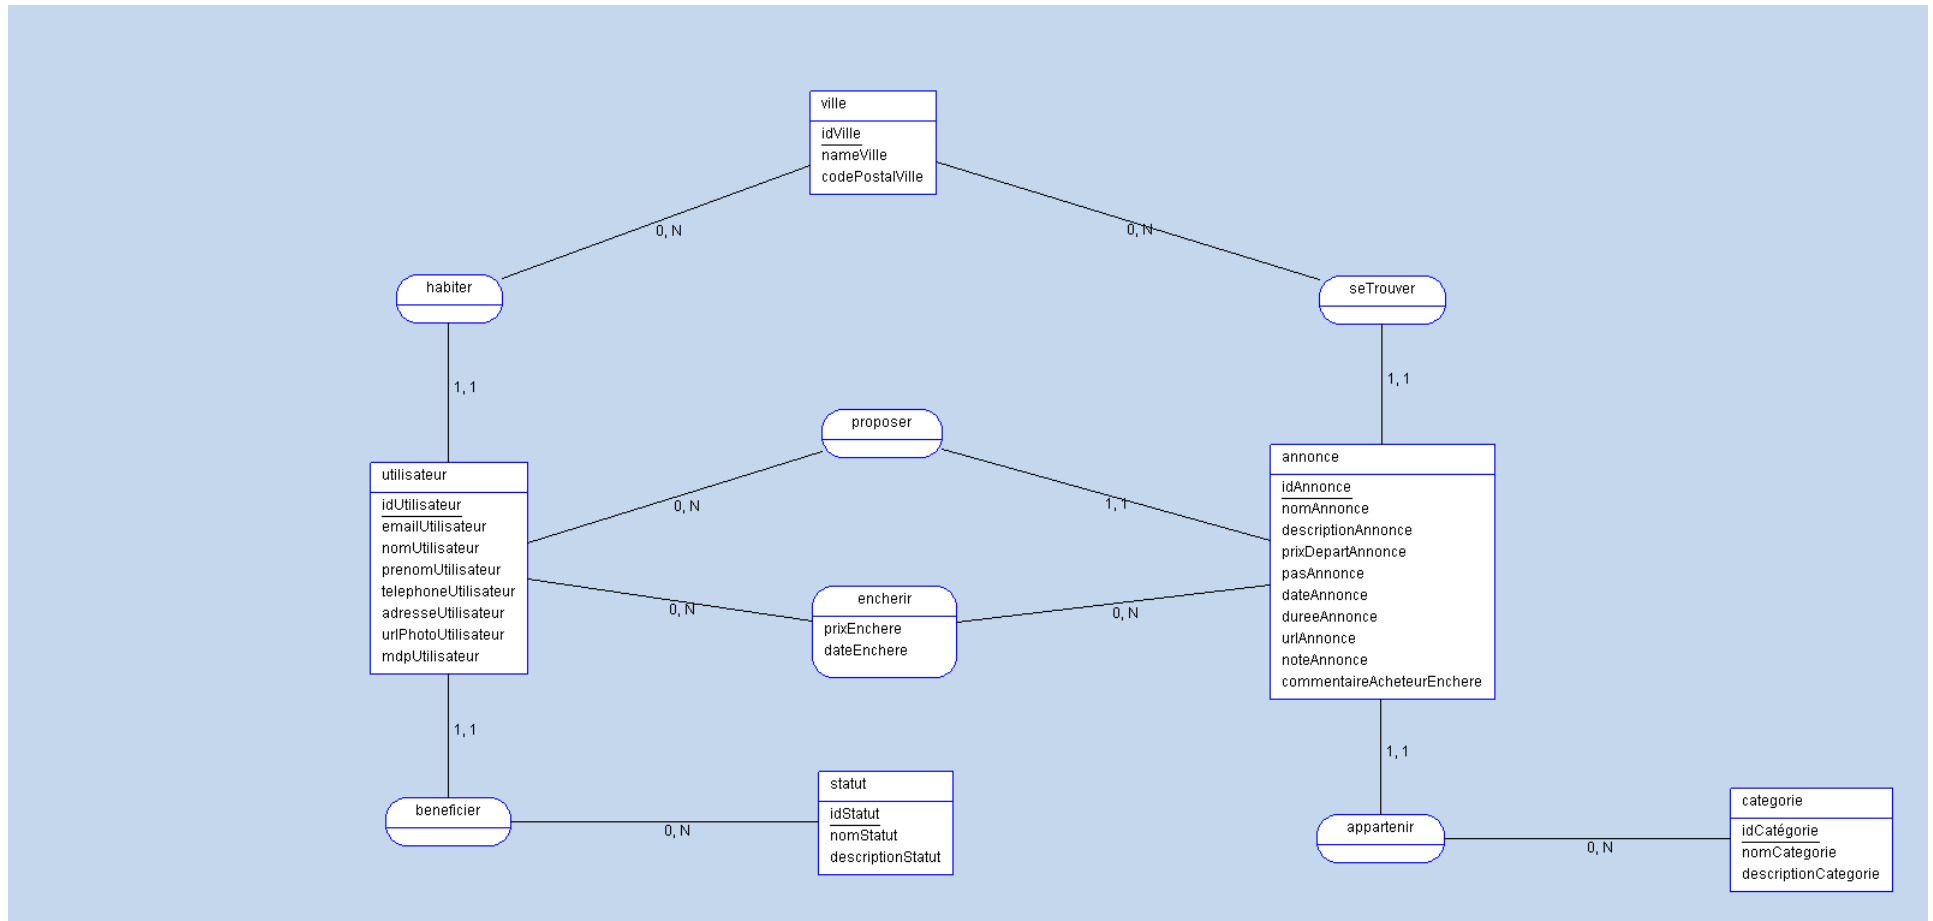 ville
idVille
nameVille
codePostalVille
0, N
0, N
habiter
seTrouver
1, 1
1, 1
proposer
0, N
1, 1
utilisateur
idUtilisateur
emailUtilisateur
nomUtilisateur
prenomUtilisateur
telephoneUtilisateur
adresseUtilisateur
urlPhotoUtilisateur
mdpUtilisateur
annonce
idAnnonce
nomAnnonce
descriptionAnnonce
prixDepartAnnonce
pasAnnonce
dateAnnonce
dureeAnnonce
urlAnnonce
noteAnnonce
commentaireAcheteurEnchere
encherir
prixEnchere
dateEnchere
0, N
0, N
1, 1
1, 1
beneficier
0, N
statut
idStatut
nomStatut
descriptionStatut
appartenir
0, N
categorie
idCatégorie
nomCategorie
descriptionCategorie